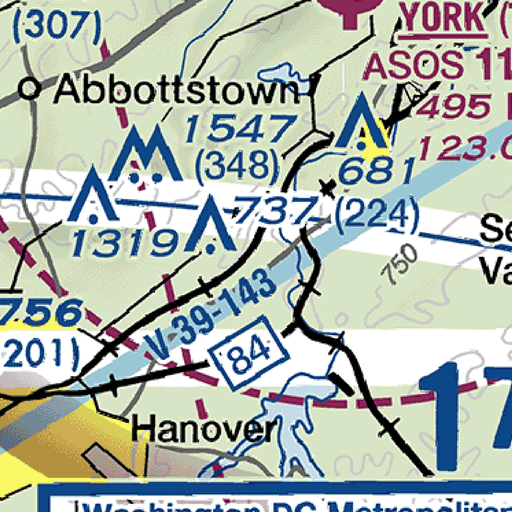 (307)
YORK (
ASOS 11
Abbottstown
495
123.0
1547
(348)
681
737 (224)
1319
Se
Va
750
756
201)
V 39-143
84
17
Hanover
Washington DC Metropolitan